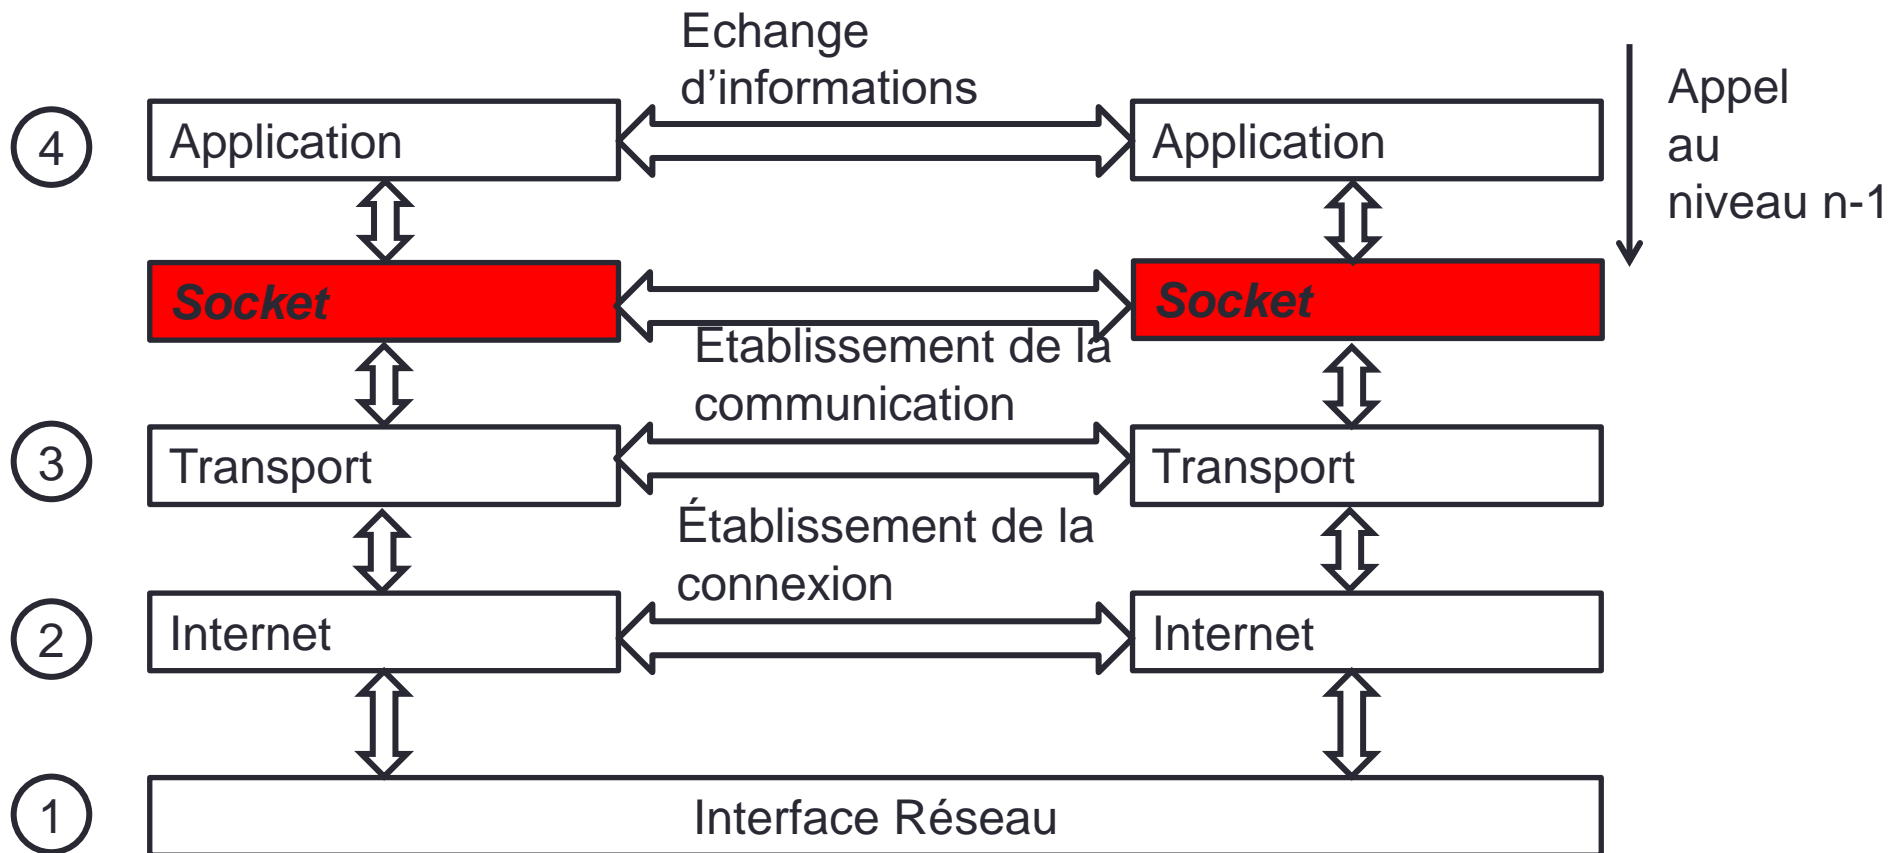 Echange
d'informations
Appel
au
niveau n-1
4
Application
Application
Socket
Socket
Etablissement de la
communication
3
Transport
Transport
Établissement de la
connexion
2
Internet
Internet
1
Interface Réseau